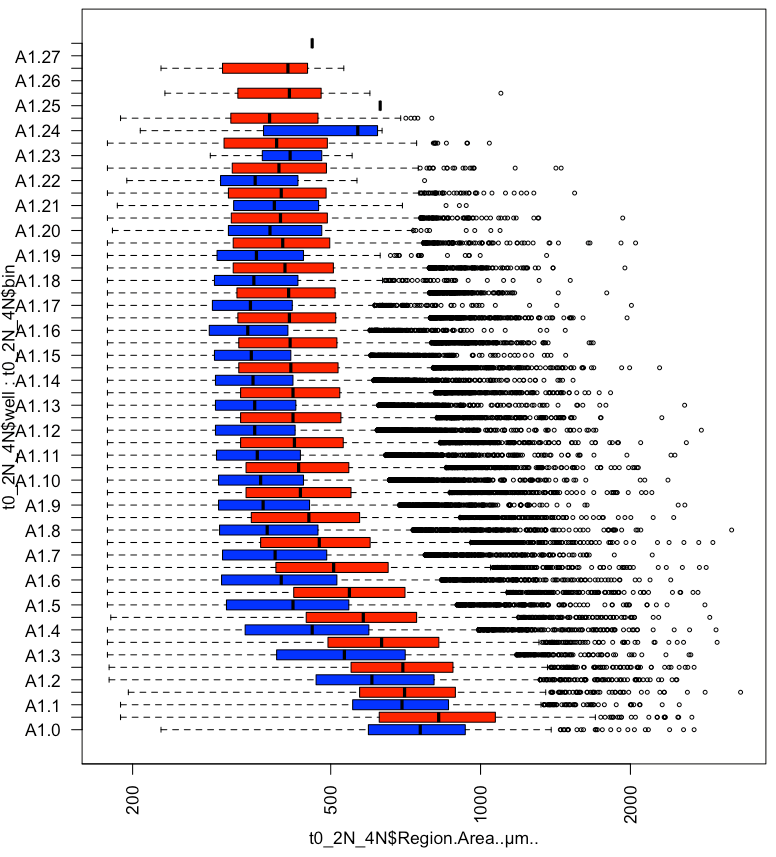 A1.27
A1.26
A1.25
A1.24
A1.23
A1.22
A1.21
A1.20
A1.19
A1.18
A1.17
A1.16
A1.15
A1.14
A1.13
A1.12
A1.11
A1.10
A1.9
A1.8
A1.7
A1.6
A1.5
A1.4
A1.3
A1.2
A1.1
A1.0
t0_2N_4N$well : t0_2N_4N$bin
200 500 1000 2000
t0_2N_4N$Region.Area..µm..